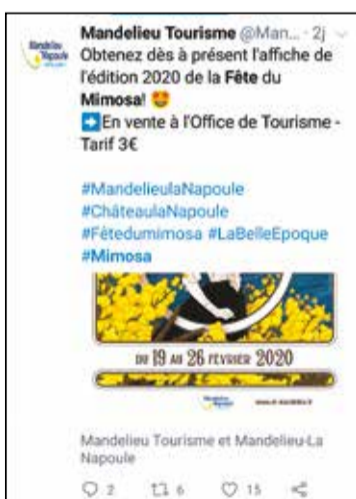 Mandelieu Tourisme @Man... · 2j
Obtenez dès à présent l'affiche de
l'édition 2020 de la Fête du
Mimosa!
En vente à l'Office de Tourisme -
Tarif 3€
#MandelieulaNapoule
#ChâteaulaNapoule
#Fêtedumimosa #LaBelleEpoque
#Mimosa
DU 19 AU 26 FÉVRIER 2020
Mandelieu Tourisme et Mandelieu-La
Napoule
2 6 15